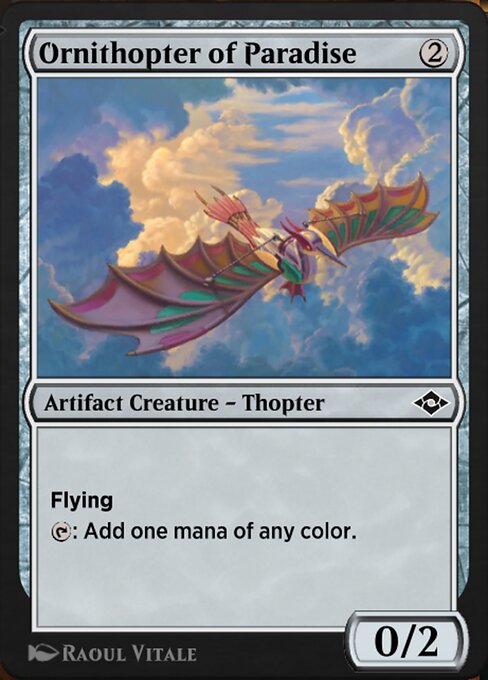 Ornithopter of Paradise 2
Artifact Creature – Thopter
Flying
: Add one mana of any color.
Raoul Vitale
0/2